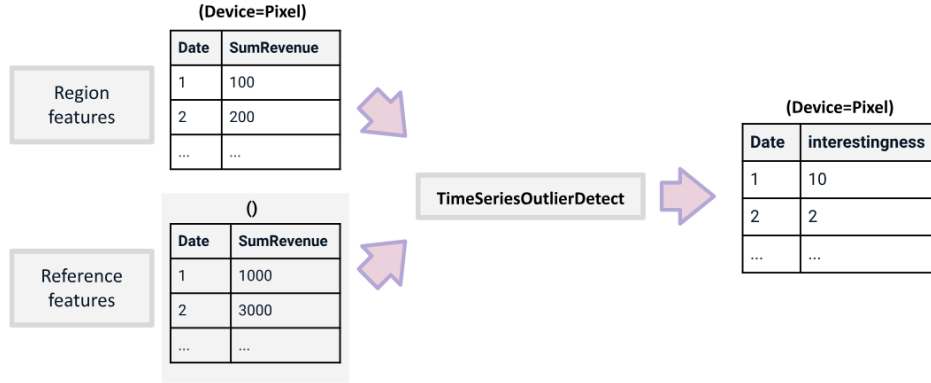 (Device=Pixel)
Region
features
Date SumRevenue
1 100
2 200
... ...
()
Reference
features
Date SumRevenue
1 1000
2 3000
... ...
TimeSeriesOutlierDetect
(Device=Pixel)
Date interestingness
1 10
2 2
... ...